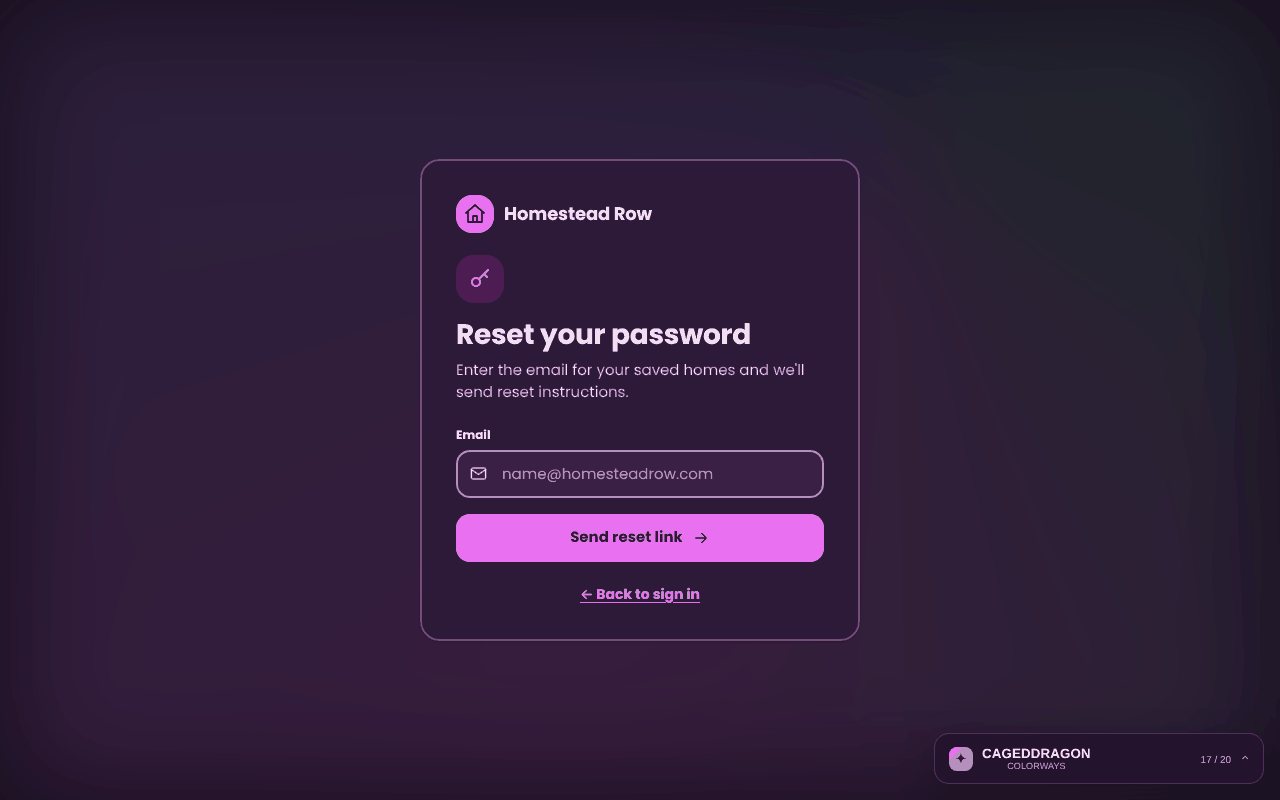 Homestead Row
Reset your password
Enter the email for your saved homes and we'll
send reset instructions.
Email
name@homesteadrow.com
Send reset link →
← Back to sign in
CAGEDDRAGON
COLORWAYS
17 / 20